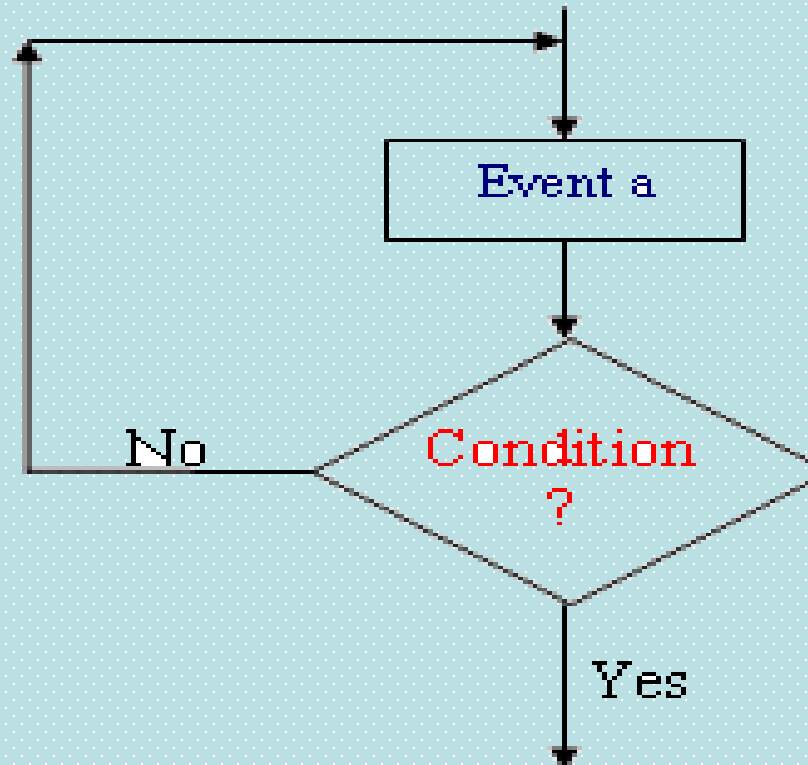 Event a
Condition
?
No
Yes